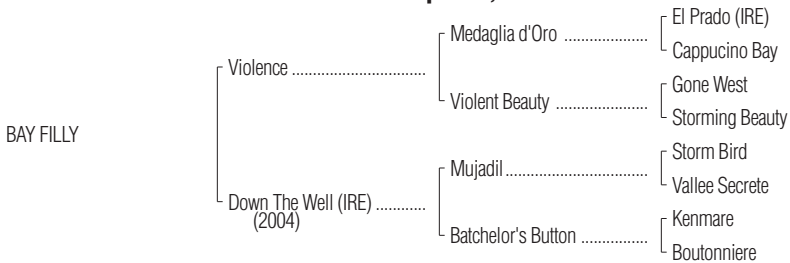 El Prado (IRE)
Medaglia d'Oro ....................
Cappucino Bay
Violence ................................
Gone West
Violent Beauty ......................
Storming Beauty
BAY FILLY
Storm Bird
Mujadil ..................................
Vallee Secrete
Down The Well (IRE) ............
(2004)
Kenmare
Batchelor's Button ................
Boutonniere